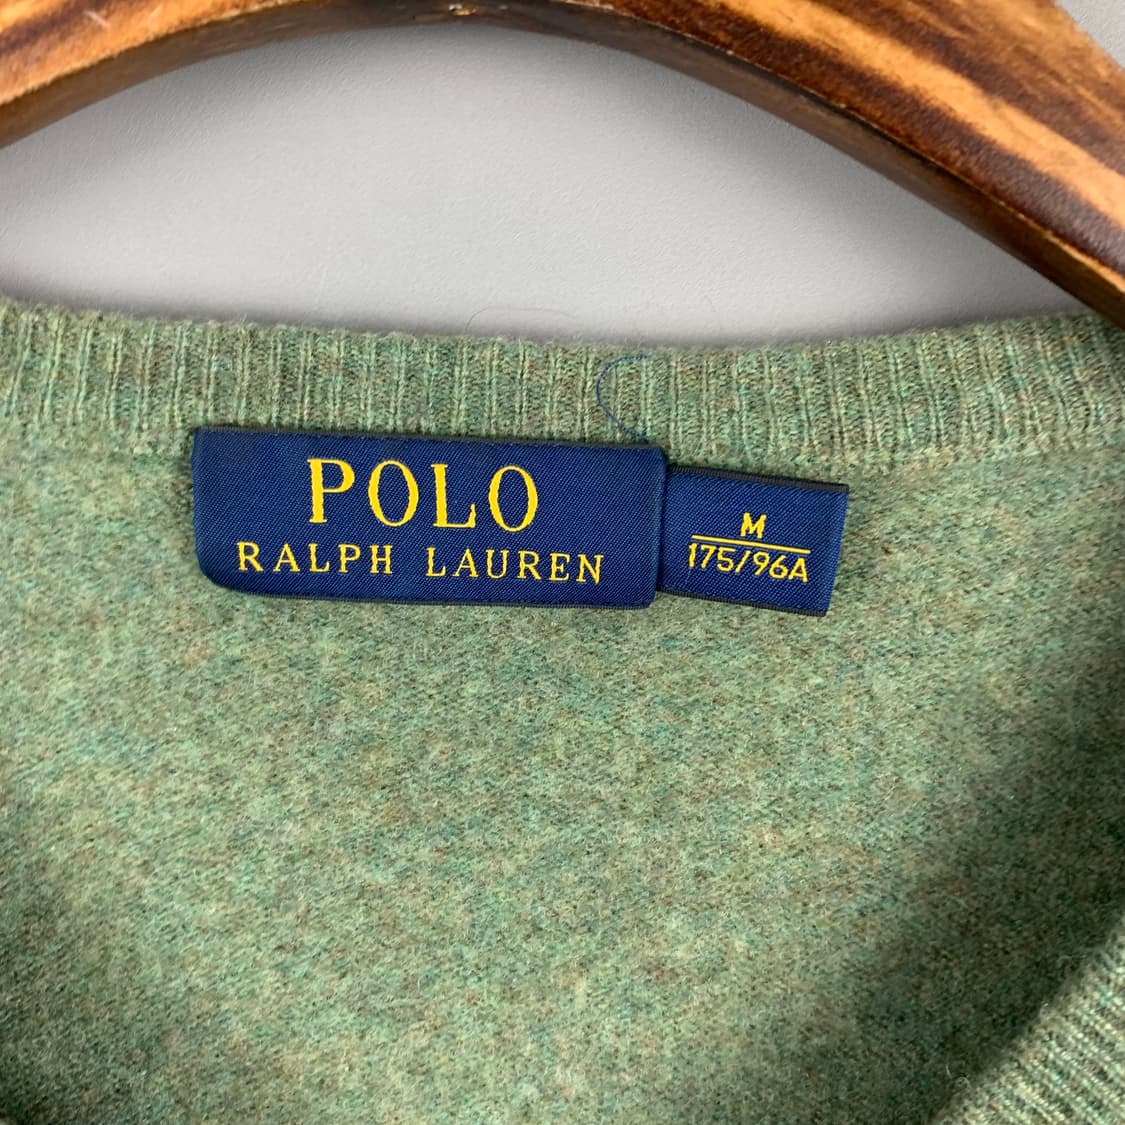 POLO
RALPH LAUREN
M
175/96A